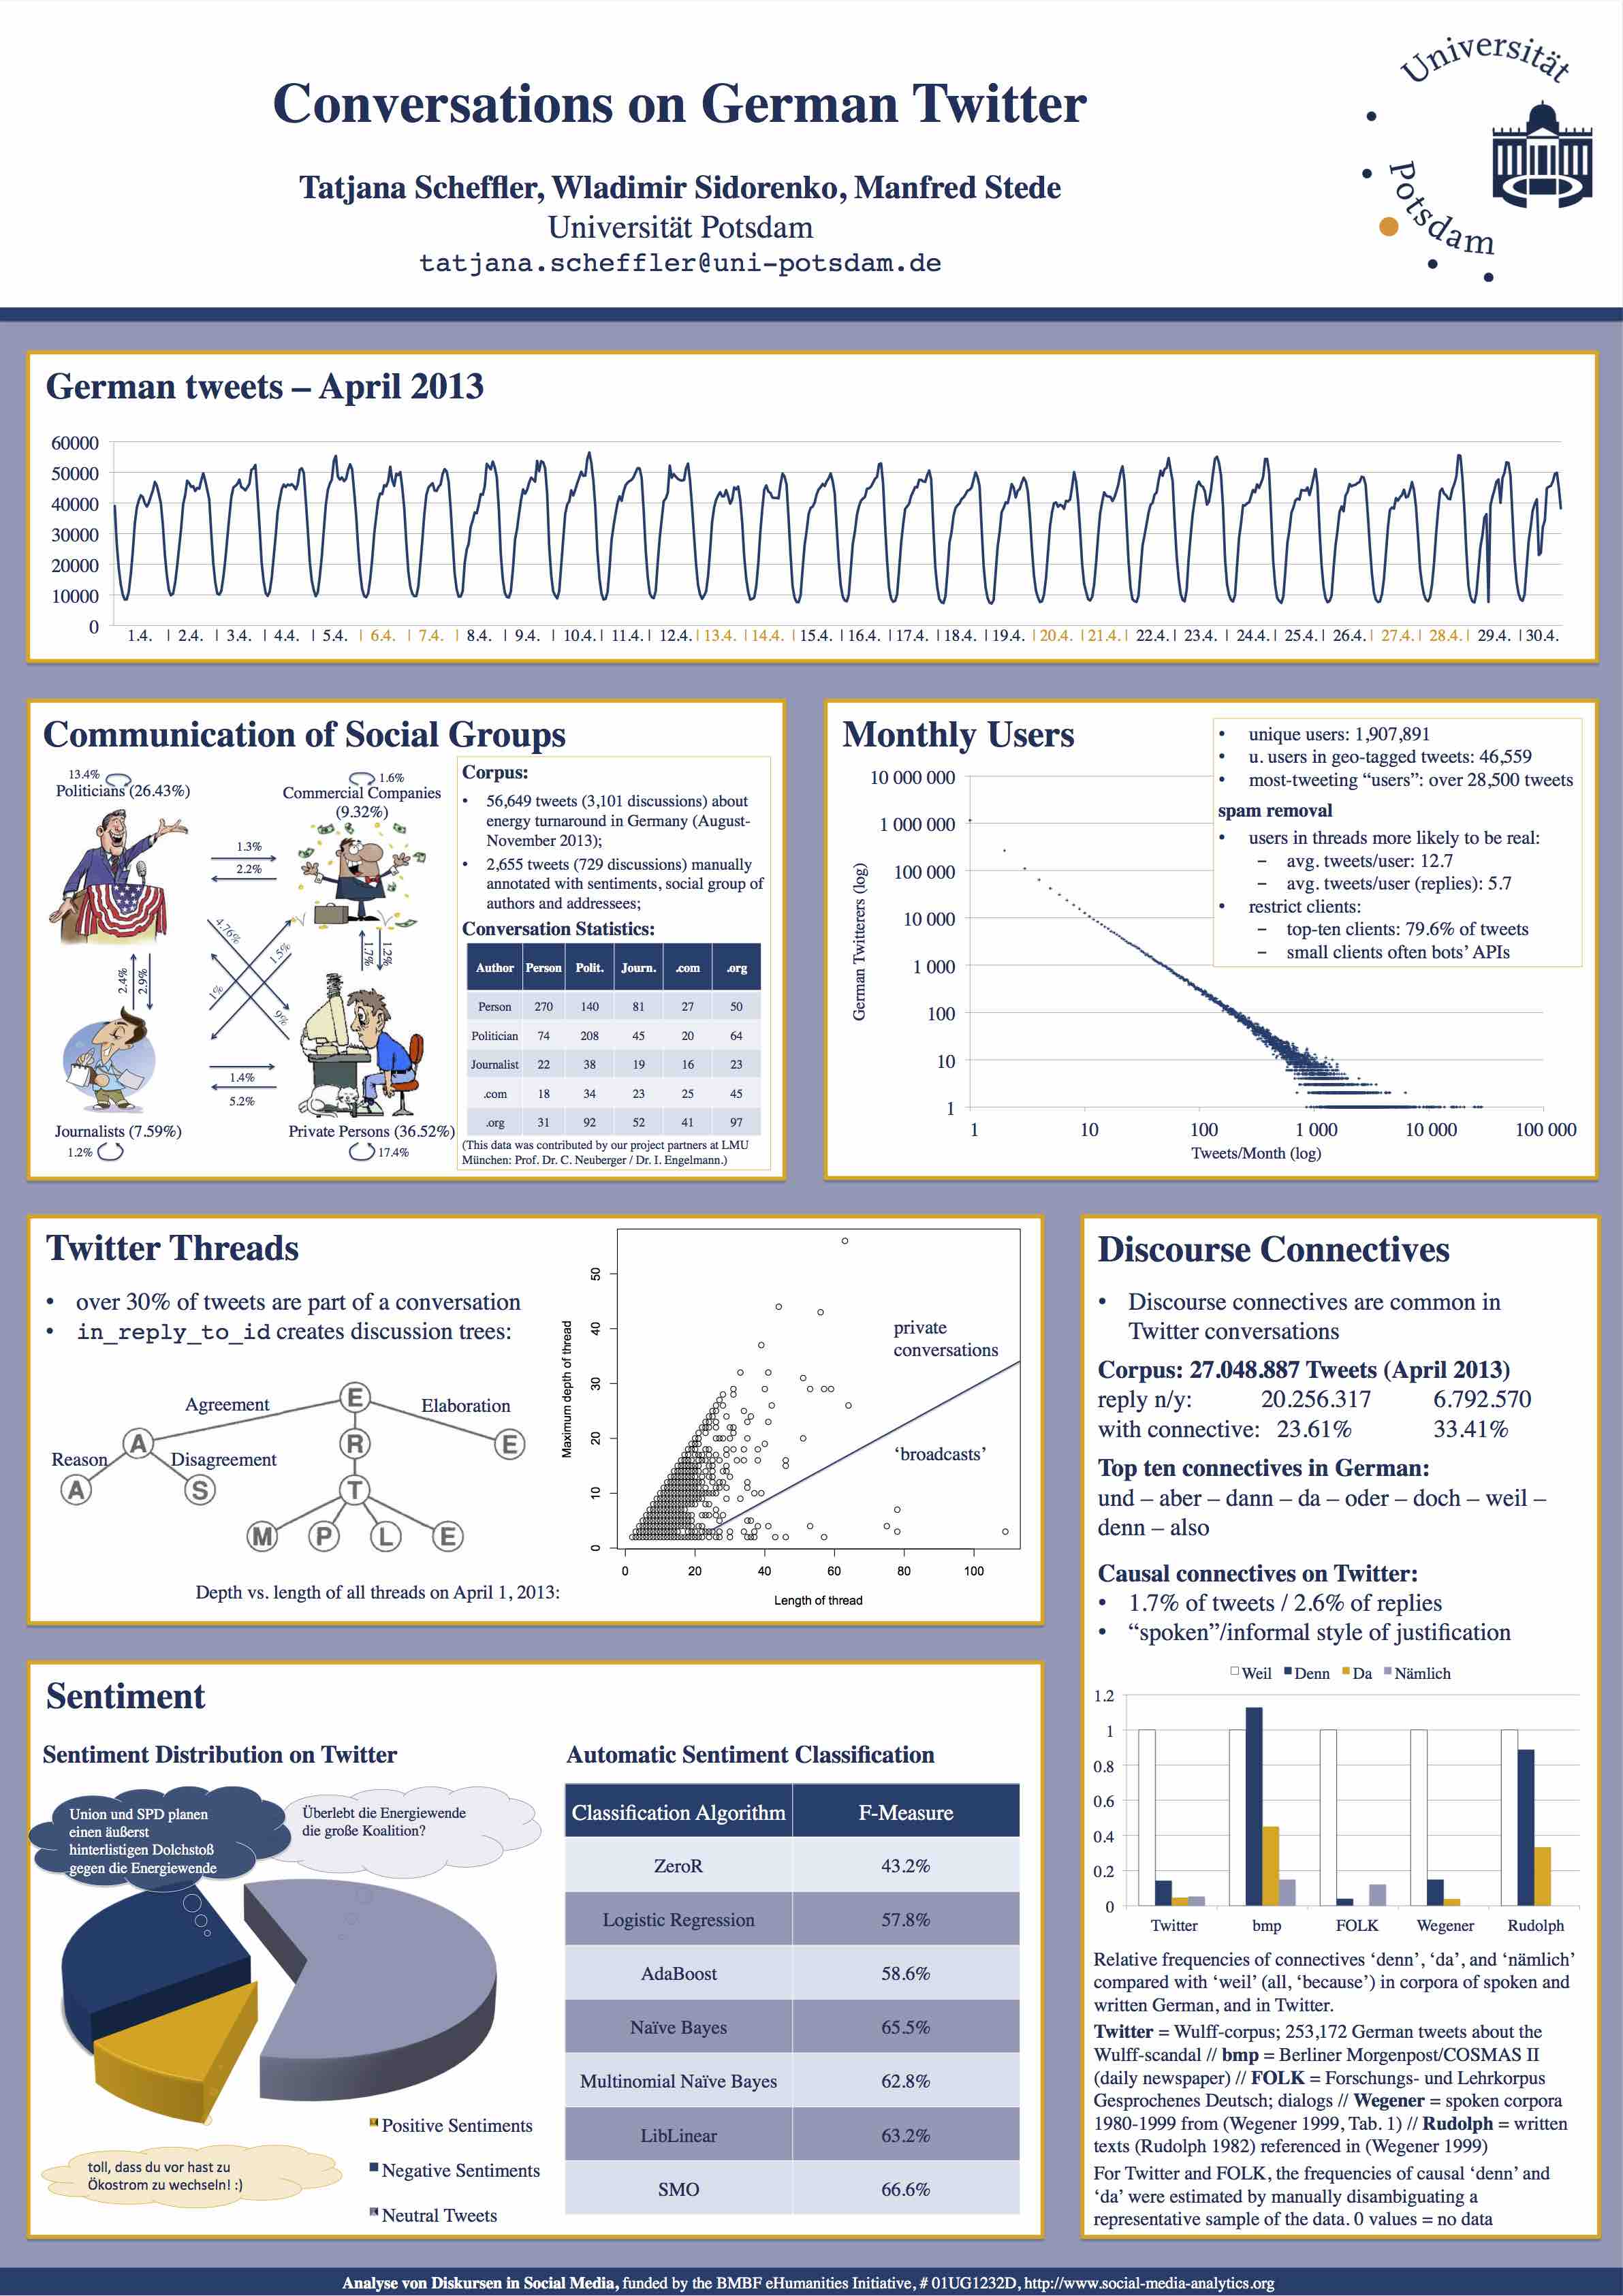 Conversations on German Twitter
Tatjana Scheffler, Wladimir Sidorenko, Manfred Stede
Universität Potsdam
tatjana.scheffler@uni-potsdam.de
Universität
Potsdam
German tweets – April 2013
60000
50000
40000
30000
20000
10000
0
1.4. | 2.4. | 3.4. | 4.4. | 5.4. | 6.4. | 7.4. | 8.4. | 9.4. | 10.4. | 11.4. | 12.4. | 13.4. | 14.4. | 15.4. | 16.4. | 17.4. | 18.4. | 19.4. | 20.4. | 21.4. | 22.4. | 23.4. | 24.4. | 25.4. | 26.4. | 27.4. | 28.4. | 29.4. | 30.4.
Communication of Social Groups
13.4%
Politicians (26.43%)
1.6%
Commercial Companies
(9.32%)
1.3%
2.2%
4.76%
1.5%
1.7%
1.2%
2.4%
2.9%
1%
9%
1.4%
5.2%
Journalists (7.59%)
1.2%
Private Persons (36.52%)
17.4%
Corpus:
• 56,649 tweets (3,101 discussions) about
energy turnaround in Germany (August-
November 2013);
• 2,655 tweets (729 discussions) manually
annotated with sentiments, social group of
authors and addressees;
Conversation Statistics:
Author Person Polit. Journ. .com .org
Person 270 140 81 27 50
Politician 74 208 45 20 64
Journalist 22 38 19 16 23
.com 18 34 23 25 45
.org 31 92 52 41 97
(This data was contributed by our project partners at LMU
München: Prof. Dr. C. Neuberger / Dr. I. Engelmann.)
Monthly Users
• unique users: 1,907,891
• u. users in geo-tagged tweets: 46,559
• most-tweeting “users”: over 28,500 tweets
spam removal
• users in threads more likely to be real:
– avg. tweets/user: 12.7
– avg. tweets/user (replies): 5.7
• restrict clients:
– top-ten clients: 79.6% of tweets
– small clients often bots’ APIs
German Twitterers (log)
10 000 000
1 000 000
100 000
10 000
1 000
100
10
1
1 10 100 1 000 10 000 100 000
Tweets/Month (log)
Twitter Threads
• over 30% of tweets are part of a conversation
• in_reply_to_id creates discussion trees:
Agreement
Elaboration
Reason
Disagreement
E
A R E
A S T
M P L E
Depth vs. length of all threads on April 1, 2013:
Maximum depth of thread
50
40
30
20
10
0
private
conversations
‘broadcasts’
0 20 40 60 80 100
Length of thread
Discourse Connectives
• Discourse connectives are common in
Twitter conversations
Corpus: 27.048.887 Tweets (April 2013)
reply n/y: 20.256.317 6.792.570
with connective: 23.61% 33.41%
Top ten connectives in German:
und – aber – dann – da – oder – doch – weil –
denn – also
Causal connectives on Twitter:
• 1.7% of tweets / 2.6% of replies
• “spoken”/informal style of justification
Weil Denn Da Nämlich
1.2
1
0.8
0.6
0.4
0.2
0
Twitter bmp FOLK Wegener Rudolph
Relative frequencies of connectives ‘denn’, ‘da’, and ‘nämlich’
compared with ‘weil’ (all, ‘because’) in corpora of spoken and
written German, and in Twitter.
Twitter = Wulff-corpus; 253,172 German tweets about the
Wulff-scandal // bmp = Berliner Morgenpost/COSMAS II
(daily newspaper) // FOLK = Forschungs- und Lehrkorpus
Gesprochenes Deutsch; dialogs // Wegener = spoken corpora
1980-1999 from (Wegener 1999, Tab. 1) // Rudolph = written
texts (Rudolph 1982) referenced in (Wegener 1999)
For Twitter and FOLK, the frequencies of causal ‘denn’ and
‘da’ were estimated by manually disambiguating a
representative sample of the data. 0 values = no data
Sentiment
Sentiment Distribution on Twitter
Union und SPD planen
einen äußerst
hinterlistigen Dolchstoß
gegen die Energiewende
Überlebt die Energiewende
die große Koalition?
toll, dass du vor hast zu
Ökostrom zu wechseln! :)
Positive Sentiments
Negative Sentiments
Neutral Tweets
Automatic Sentiment Classification
Classification Algorithm F-Measure
ZeroR 43.2%
Logistic Regression 57.8%
AdaBoost 58.6%
Naïve Bayes 65.5%
Multinomial Naïve Bayes 62.8%
LibLinear 63.2%
SMO 66.6%
Analyse von Diskursen in Social Media, funded by the BMBF eHumanities Initiative, # 01UG1232D, http://www.social-media-analytics.org